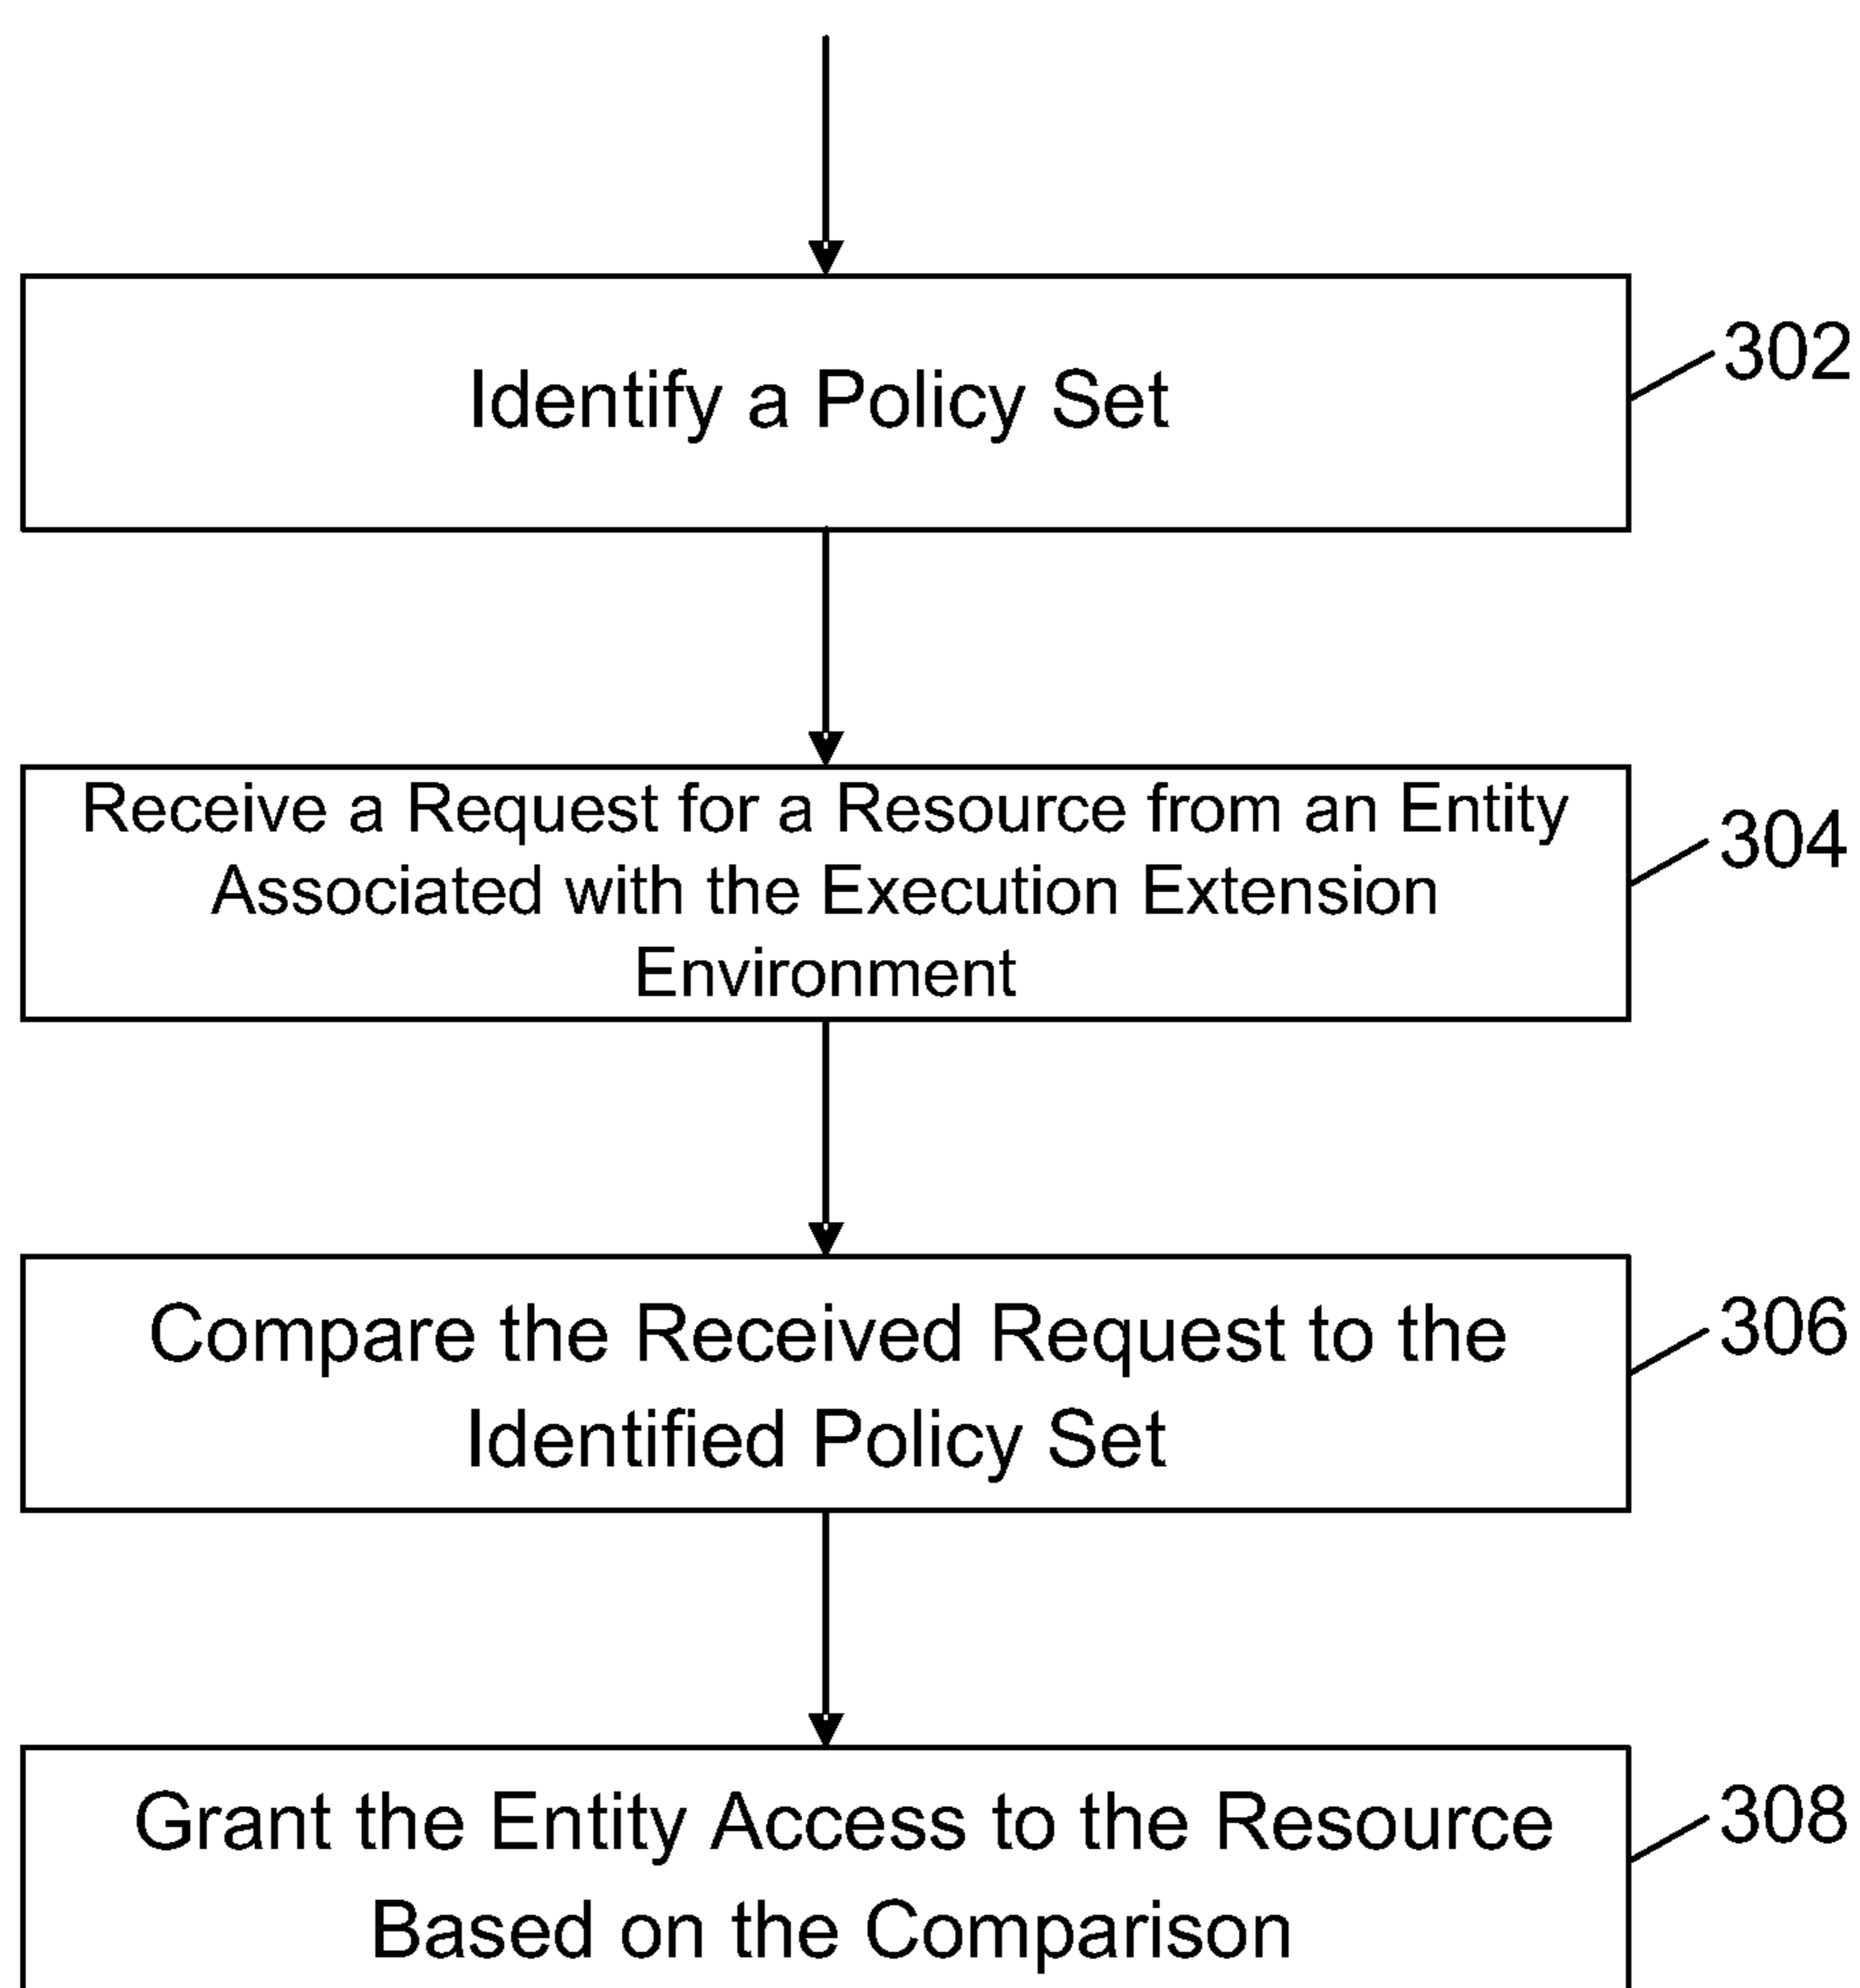 Identify a Policy Set
302
Receive a Request for a Resource from an Entity
Associated with the Execution Extension
Environment
304
Compare the Received Request to the
Identified Policy Set
306
Grant the Entity Access to the Resource
Based on the Comparison
308